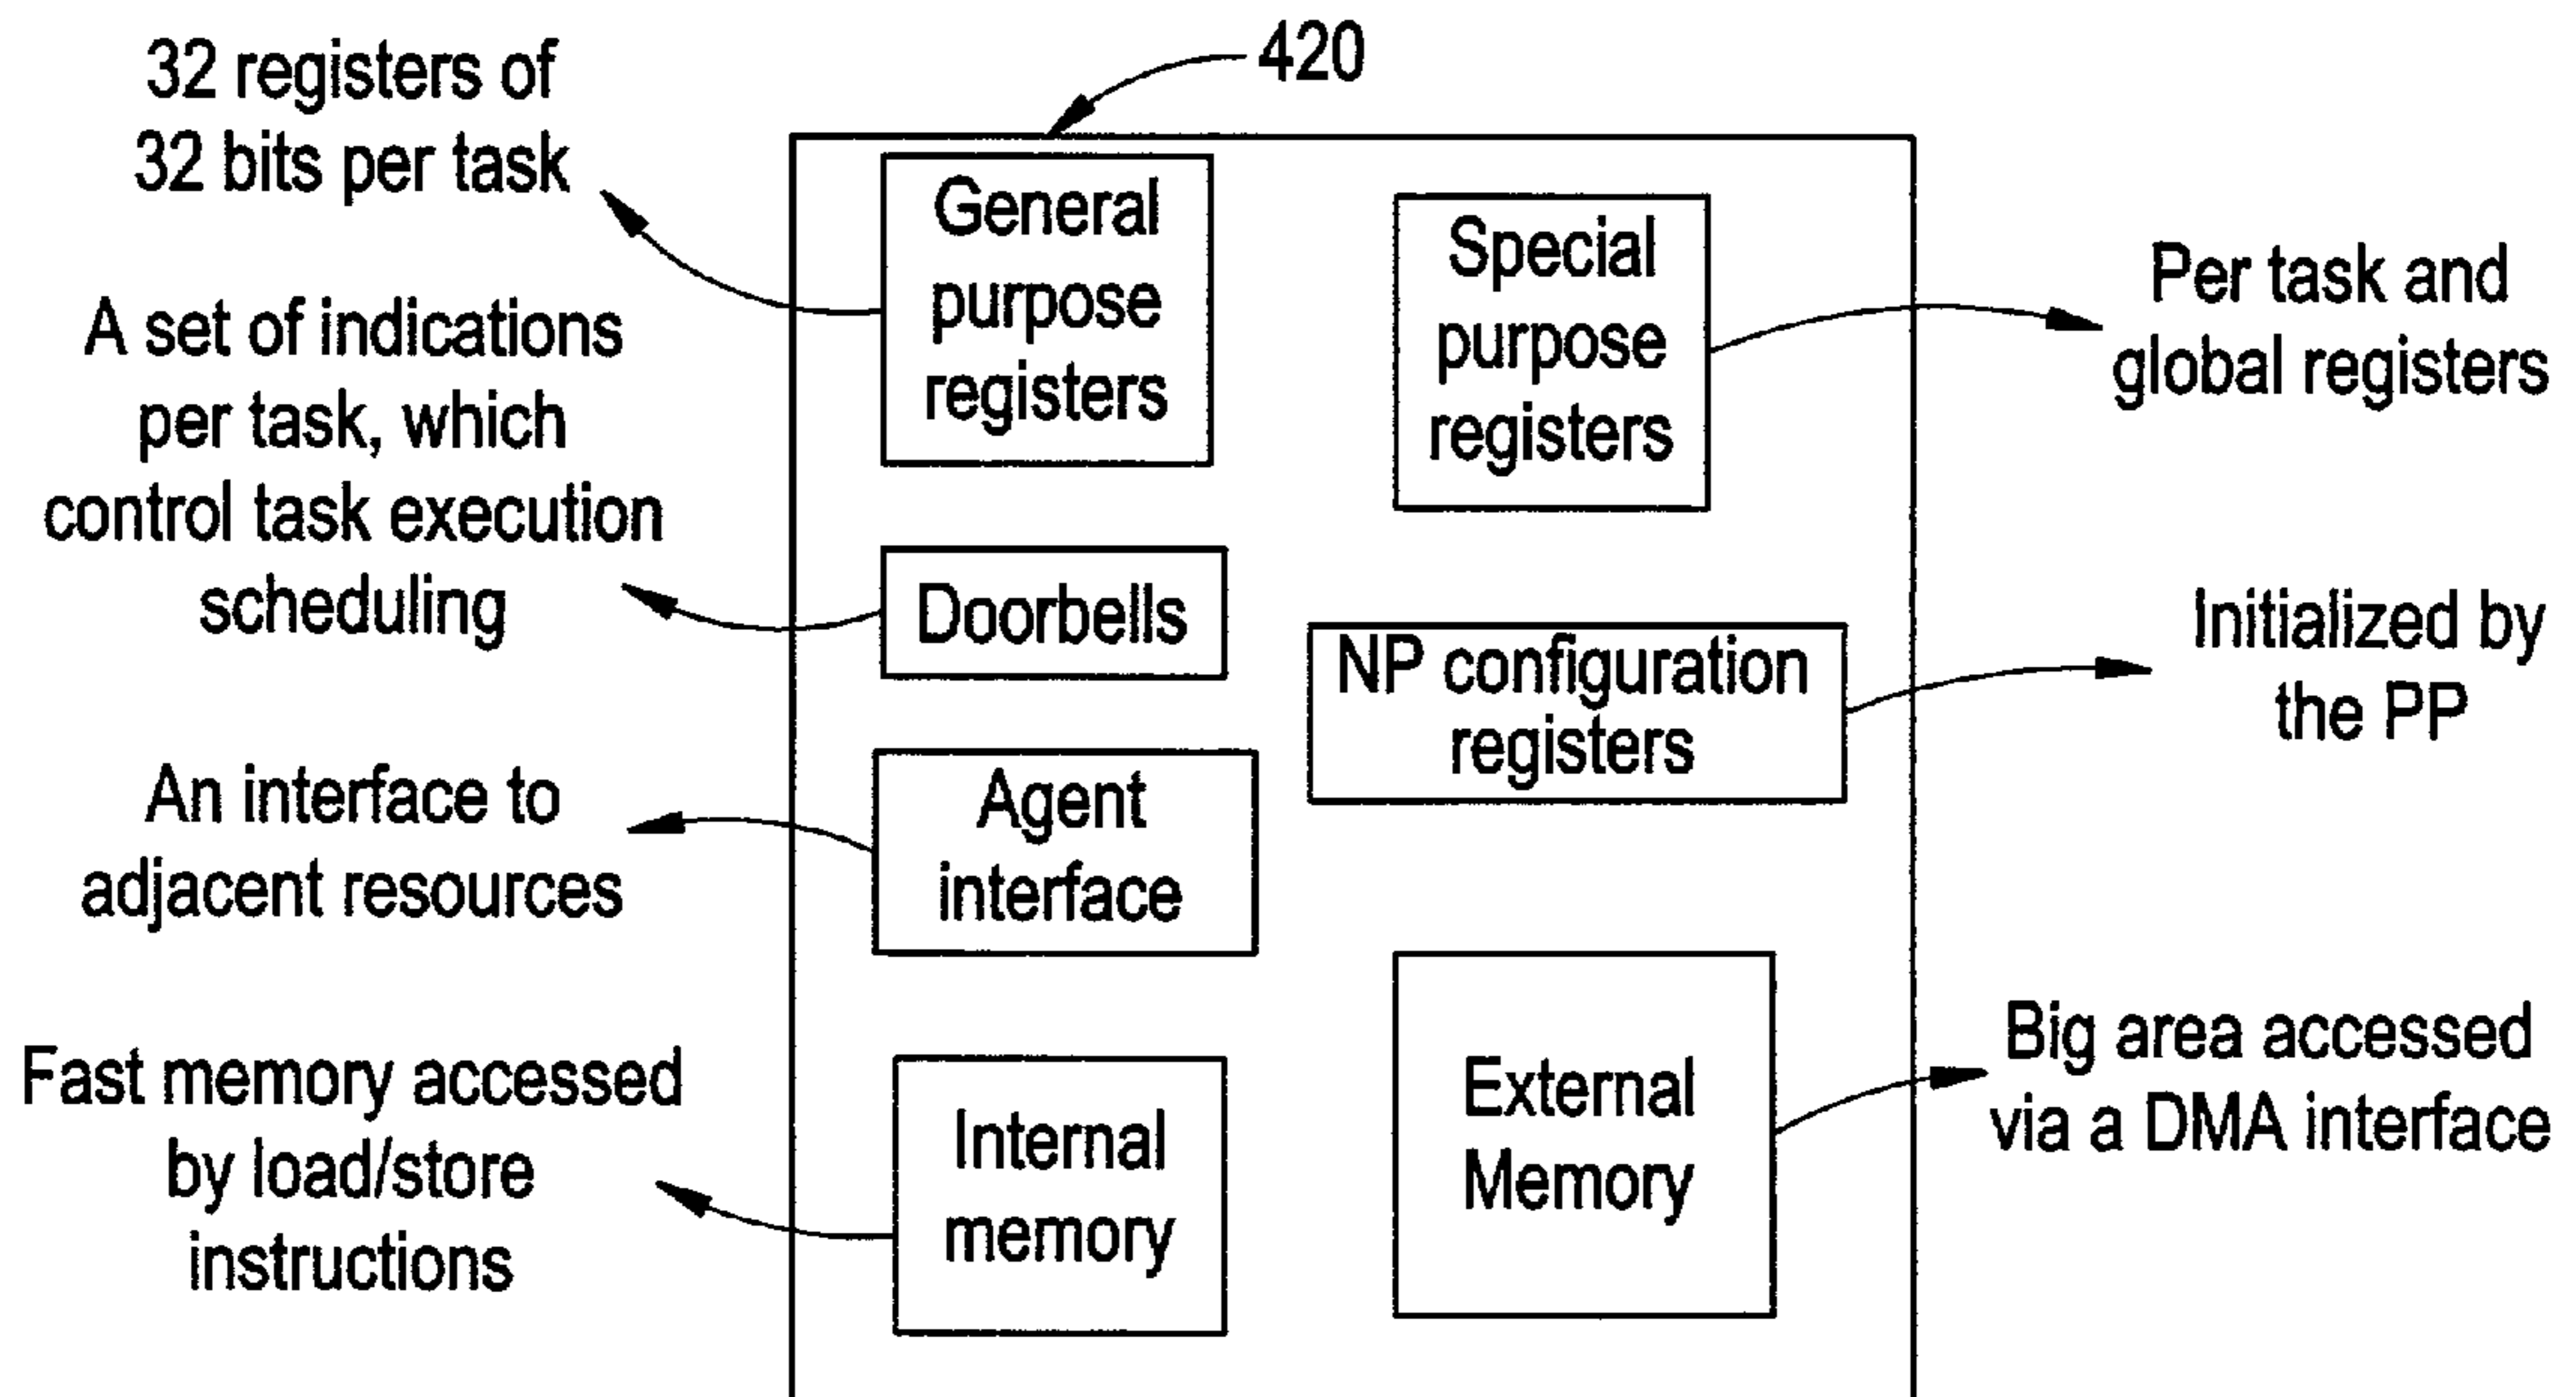 420
32 registers of
32 bits per task
General
purpose
registers
Special
purpose
registers
Per task and
global registers
A set of indications
per task, which
control task execution
scheduling
Doorbells
NP configuration
registers
Initialized by
the PP
An interface to
adjacent resources
Agent
interface
Fast memory accessed
by load/store
instructions
Internal
memory
External
Memory
Big area accessed
via a DMA interface